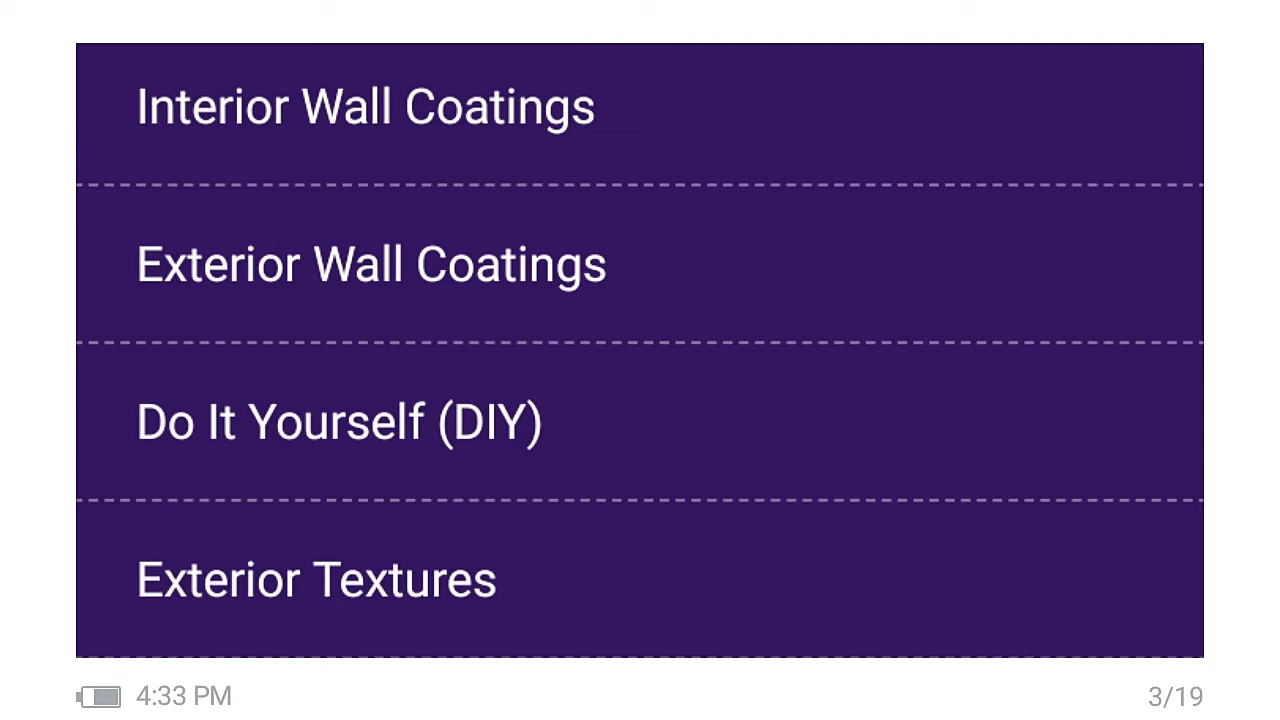 Interior Wall Coatings
Exterior Wall Coatings
Do It Yourself (DIY)
Exterior Textures
4:33 PM
3/19